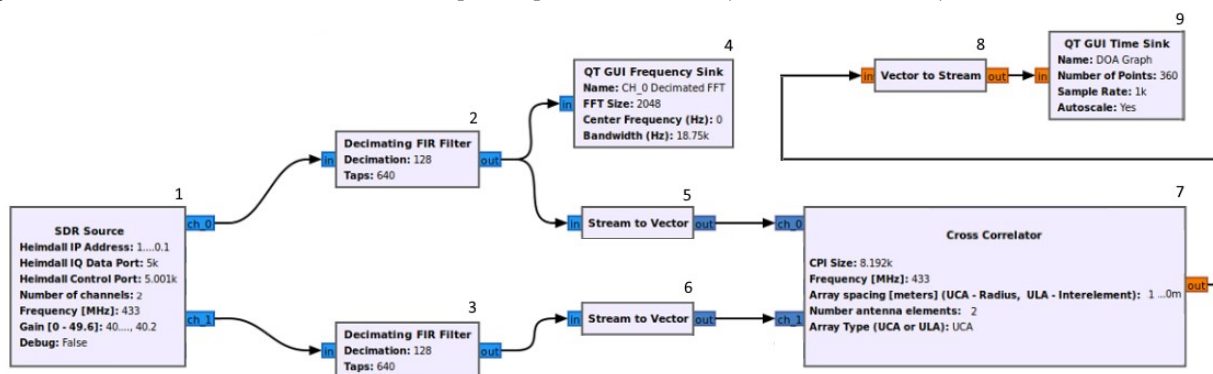 1
SDR Source
Heimdall IP Address: 1....0.1
Heimdall IQ Data Port: 5k
Heimdall Control Port: 5.001k
Number of channels: 2
Frequency [MHz]: 433
Gain [0 - 49.6]: 40...., 40.2
Debug: False
ch_0
ch_1
2
in
Decimating FIR Filter
Decimation: 128
Taps: 640
out
3
in
Decimating FIR Filter
Decimation: 128
Taps: 640
out
4
in
QT GUI Frequency Sink
Name: CH_0 Decimated FFT
FFT Size: 2048
Center Frequency (Hz): 0
Bandwidth (Hz): 18.75k
5
in
Stream to Vector
out
6
in
Stream to Vector
out
7
ch_0
ch_1
Cross Correlator
CPI Size: 8.192k
Frequency [MHz]: 433
Array spacing [meters] (UCA - Radius, ULA - Interelement): 1 ...0m
Number antenna elements: 2
Array Type (UCA or ULA): UCA
out
8
in
Vector to Stream
out
9
in
QT GUI Time Sink
Name: DOA Graph
Number of Points: 360
Sample Rate: 1k
Autoscale: Yes